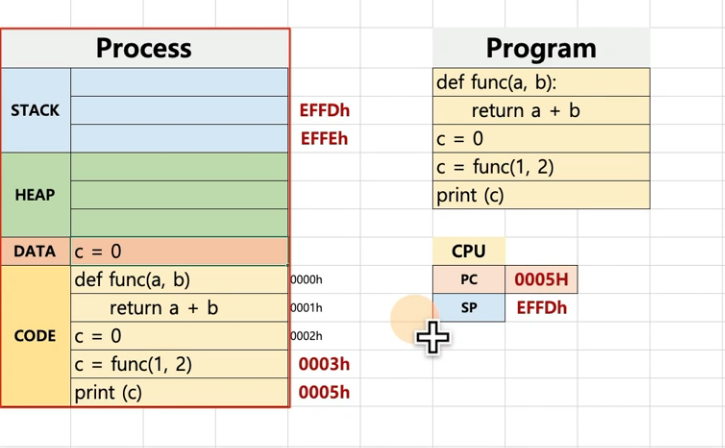 Process
Program
STACK
EFFDh
EFFEh
HEAP
DATA
c = 0
CODE
def func(a, b)
0000h
return a + b
0001h
c = 0
0002h
c = func(1, 2)
0003h
print (c)
0005h
def func(a, b):
return a + b
c = 0
c = func(1, 2)
print (c)
CPU
PC
0005H
SP
EFFDh